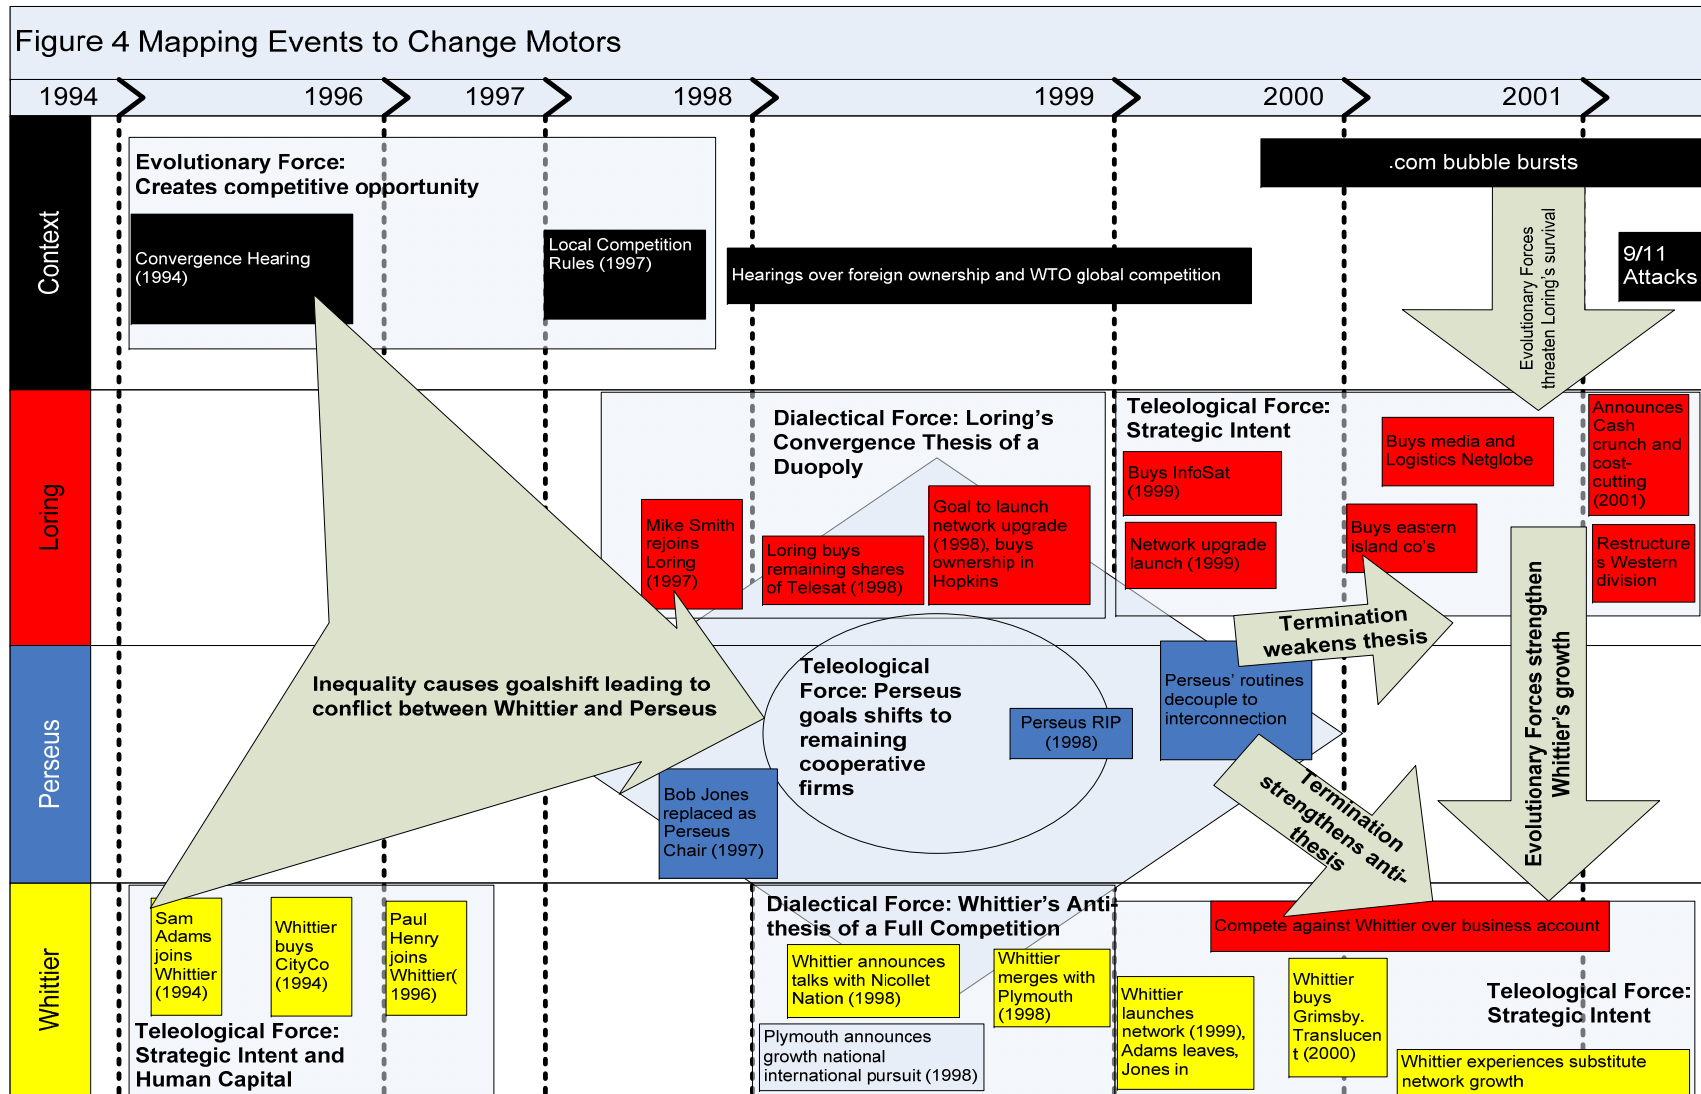 Figure 4 Mapping Events to Change Motors
1994
1996
1997
1998
1999
2000
2001
Context
Evolutionary Force:
Creates competitive opportunity
Convergence Hearing
(1994)
Local Competition
Rules (1997)
Hearings over foreign ownership and WTO global competition
.com bubble bursts
9/11
Attacks
Evolutionary Forces
threaten Loring's survival
Loring
Dialectical Force: Loring's
Convergence Thesis of a
Duopoly
Mike Smith
rejoins
Loring
(1997)
Loring buys
remaining shares
of Telesat (1998)
Goal to launch
network upgrade
(1998), buys
ownership in
Hopkins
Teleological Force:
Strategic Intent
Buys InfoSat
(1999)
Network upgrade
launch (1999)
Buys media and
Logistics Netglobe
Buys eastern
island co's
Announces
Cash
crunch and
cost-
cutting
(2001)
Restructure
s Western
division
Termination
weakens thesis
Evolutionary Forces strengthen
Whittier's growth
Perseus
Inequality causes goalshift leading to
conflict between Whittier and Perseus
Teleological
Force: Perseus
goals shifts to
remaining
cooperative
firms
Perseus RIP
(1998)
Perseus' routines
decouple to
interconnection
Bob Jones
replaced as
Perseus
Chair (1997)
Termination
strengthens anti-
thesis
Whittier
Sam
Adams
joins
Whittier
(1994)
Whittier
buys
CityCo
(1994)
Paul
Henry
joins
Whittier(
1996)
Teleological Force:
Strategic Intent and
Human Capital
Dialectical Force: Whittier's Anti-
thesis of a Full Competition
Whittier announces
talks with Nicollet
Nation (1998)
Whittier
merges with
Plymouth
(1998)
Plymouth announces
growth national
international pursuit (1998)
Compete against Whittier over business account
Whittier
launches
network (1999),
Adams leaves,
Jones in
Whittier
buys
Grimsby.
Translucen
t (2000)
Teleological Force:
Strategic Intent
Whittier experiences substitute
network growth